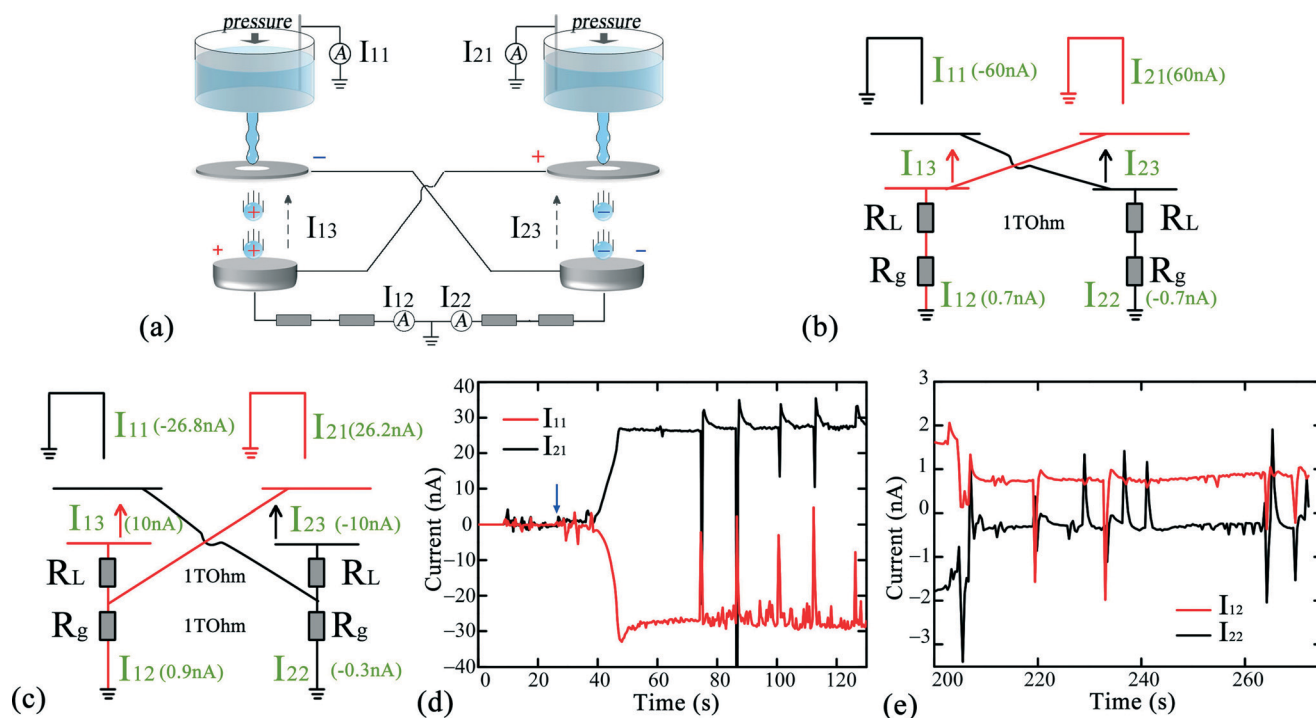 pressure
A
I11
I21
A
pressure
−
+
+
+
+
I13
I23
−
−
−
I12
A
I22
A
(a)
I11 (-60nA)
I21(60nA)
I13
I23
RL
1TOhm
RL
Rg
Rg
I12 (0.7nA)
I22 (-0.7nA)
(b)
I11 (-26.8nA)
I21(26.2nA)
I13 (10nA)
I23 (-10nA)
RL
1TOhm
RL
Rg
1TOhm
Rg
I12 (0.9nA)
I22 (-0.3nA)
(c)
(d)
Current (nA)
40
30
20
10
0
−10
−20
−30
−40
I11
I21
0 20 40 60 80 100 120
Time (s)
(e)
Current (nA)
3
2
1
0
−1
−2
−3
I12
I22
200 220 240 260
Time (s)